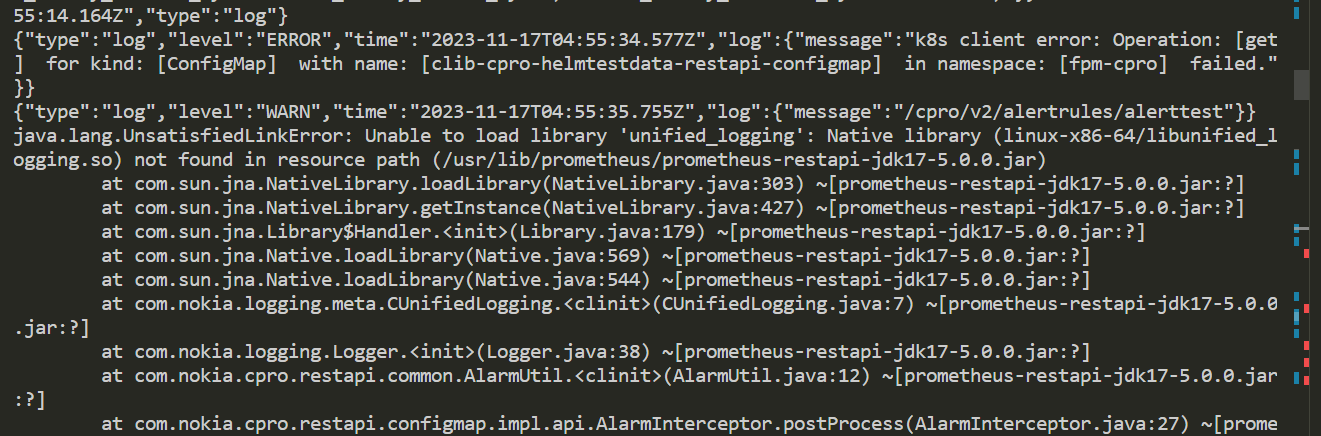 55:14.164Z","type":"log"}
{"type":"log","level":"ERROR","time":"2023-11-17T04:55:34.577Z","log":{"message":"k8s client error: Operation: [get
]  for kind: [ConfigMap]  with name: [clib-cpro-helmtestdata-restapi-configmap]  in namespace: [fpm-cpro]  failed."
}}
{"type":"log","level":"WARN","time":"2023-11-17T04:55:35.755Z","log":{"message":"/cpro/v2/alertrules/alerttest"}}
java.lang.UnsatisfiedLinkError: Unable to load library 'unified_logging': Native library (linux-x86-64/libunified_l
ogging.so) not found in resource path (/usr/lib/prometheus/prometheus-restapi-jdk17-5.0.0.jar)
        at com.sun.jna.NativeLibrary.loadLibrary(NativeLibrary.java:303) ~[prometheus-restapi-jdk17-5.0.0.jar:?]
        at com.sun.jna.NativeLibrary.getInstance(NativeLibrary.java:427) ~[prometheus-restapi-jdk17-5.0.0.jar:?]
        at com.sun.jna.Library$Handler.<init>(Library.java:179) ~[prometheus-restapi-jdk17-5.0.0.jar:?]
        at com.sun.jna.Native.loadLibrary(Native.java:569) ~[prometheus-restapi-jdk17-5.0.0.jar:?]
        at com.sun.jna.Native.loadLibrary(Native.java:544) ~[prometheus-restapi-jdk17-5.0.0.jar:?]
        at com.nokia.logging.meta.CUnifiedLogging.<clinit>(CUnifiedLogging.java:7) ~[prometheus-restapi-jdk17-5.0.0
.jar:?]
        at com.nokia.logging.Logger.<init>(Logger.java:38) ~[prometheus-restapi-jdk17-5.0.0.jar:?]
        at com.nokia.cpro.restapi.common.AlarmUtil.<clinit>(AlarmUtil.java:12) ~[prometheus-restapi-jdk17-5.0.0.jar
:?]
        at com.nokia.cpro.restapi.configmap.impl.api.AlarmInterceptor.postProcess(AlarmInterceptor.java:27) ~[prome